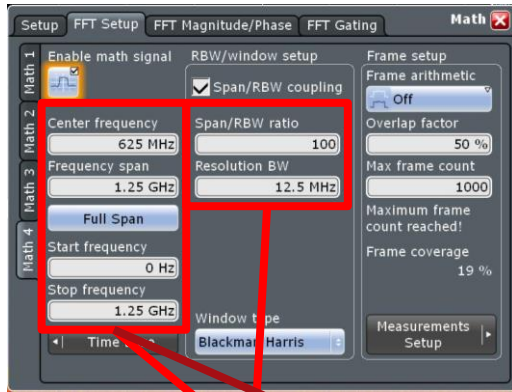 Setup FFT Setup FFT Magnitude/Phase FFT Gating Math
Math 1
Math 2
Math 3
Math 4
Enable math signal
Center frequency
625 MHz
Frequency span
1.25 GHz
Full Span
Start frequency
0 Hz
Stop frequency
1.25 GHz
RBW/window setup
Span/RBW coupling
Span/RBW ratio
100
Resolution BW
12.5 MHz
Window type
Blackman Harris
Frame setup
Frame arithmetic
Off
Overlap factor
50 %
Max frame count
1000
Maximum frame
count reached!
Frame coverage
19 %
Measurements
Setup
Time